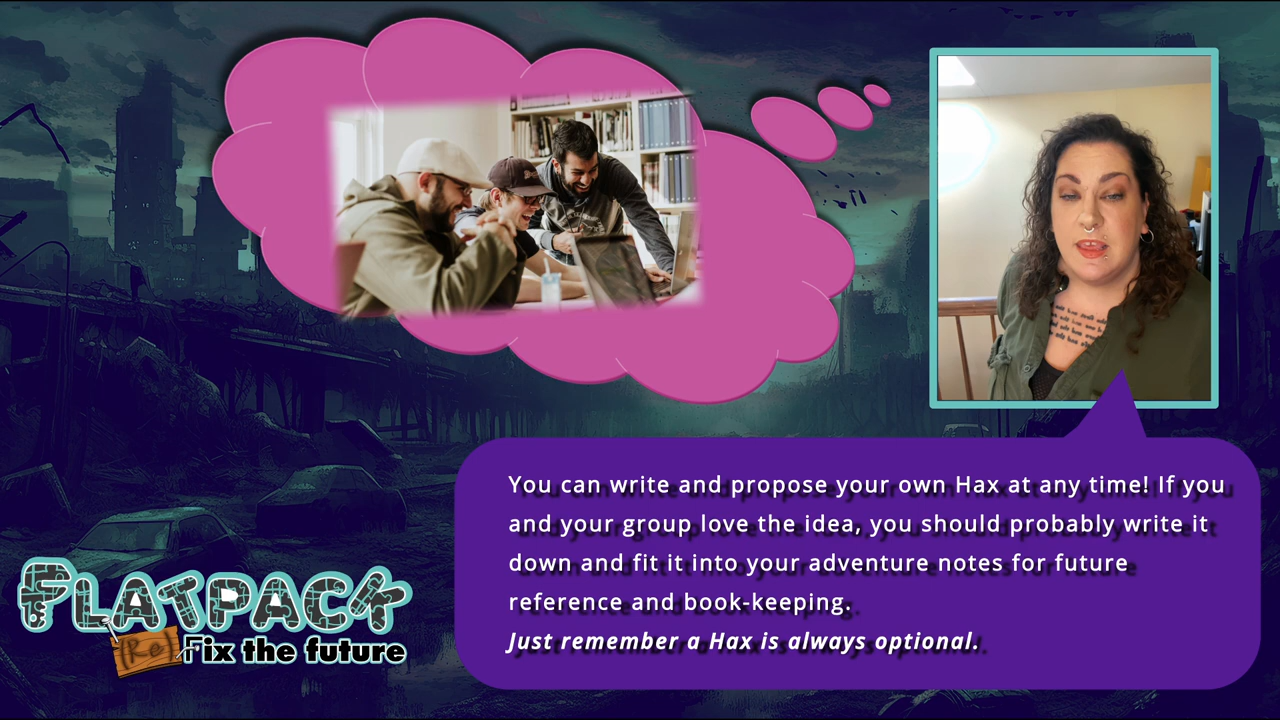 You can write and propose your own Hax at any time! If you
and your group love the idea, you should probably write it
down and fit it into your adventure notes for future
reference and book-keeping.
Just remember a Hax is always optional.
FLATPACK
(Re)
Fix the future